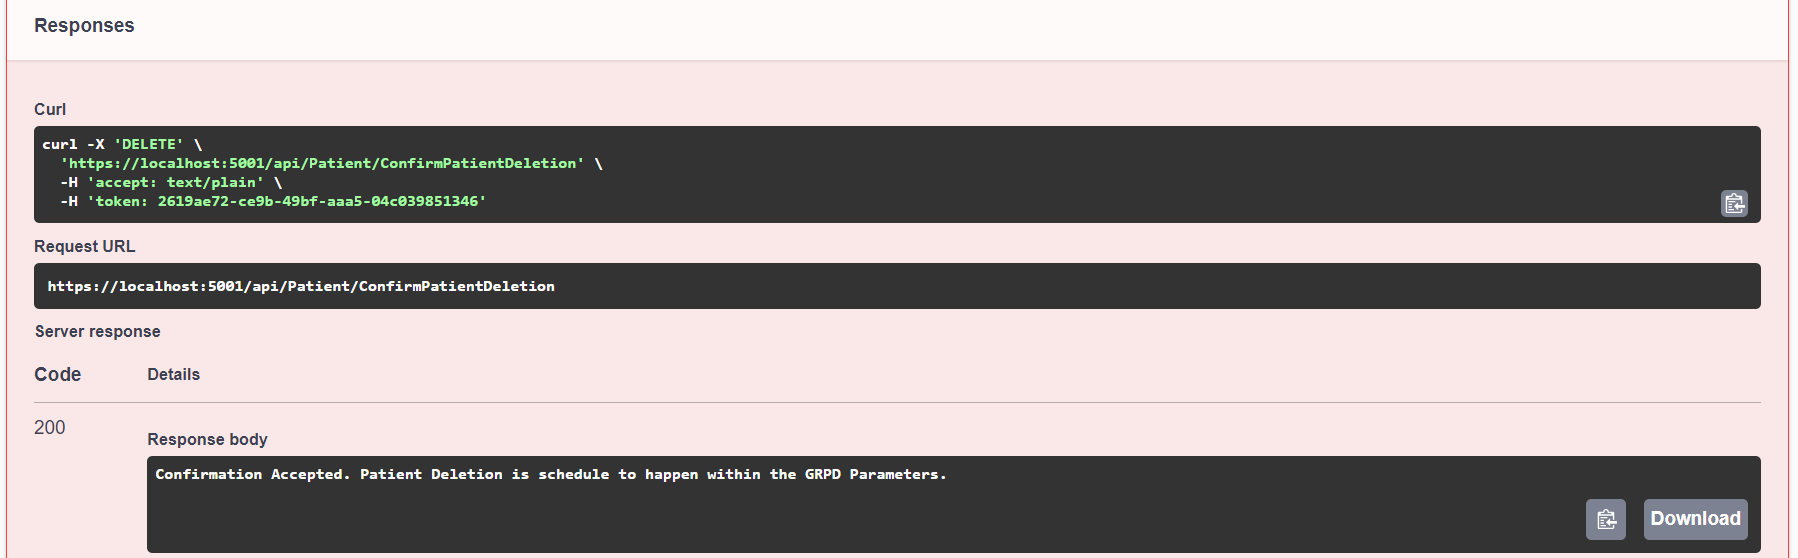 Responses
Curl
curl -X 'DELETE' \
'https://localhost:5001/api/Patient/ConfirmPatientDeletion' \
-H 'accept: text/plain' \
-H 'token: 2619ae72-ce9b-49bf-aaa5-04c039851346'
Request URL
https://localhost:5001/api/Patient/ConfirmPatientDeletion
Server response
Code Details
200
Response body
Confirmation Accepted. Patient Deletion is schedule to happen within the GRPD Parameters.
Download